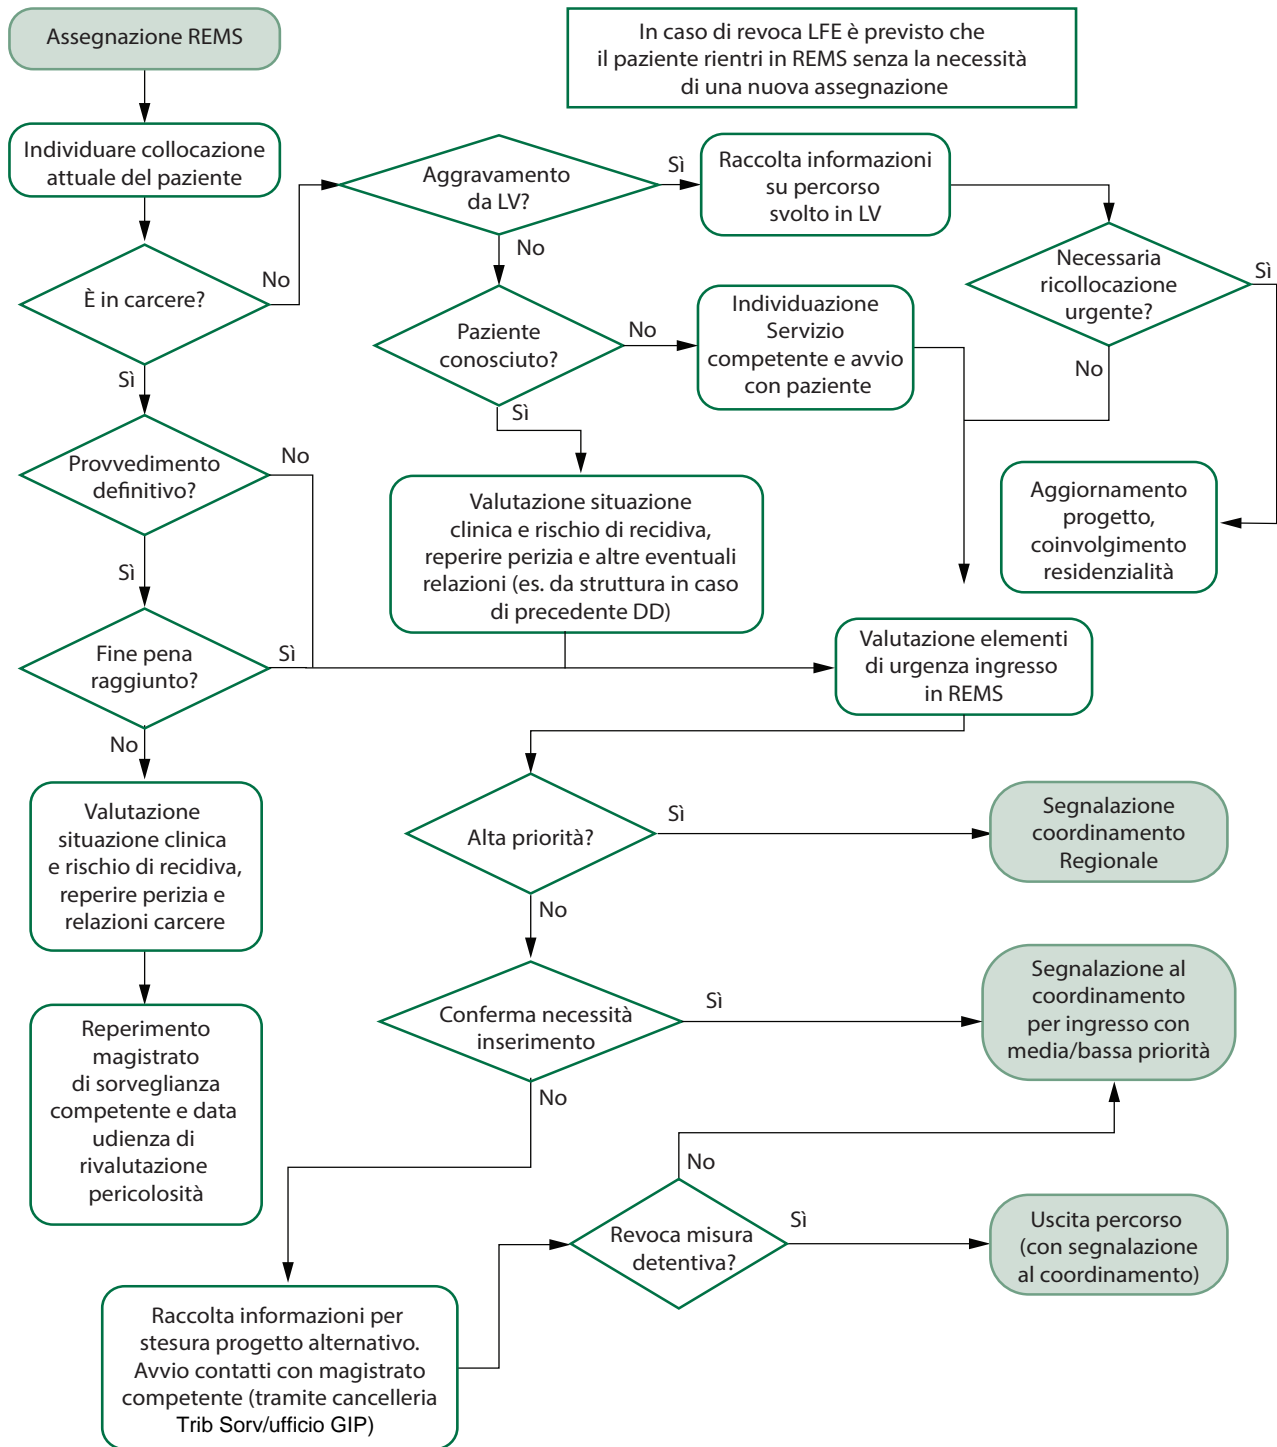 Assegnazione REMS
In caso di revoca LFE è previsto che
il paziente rientri in REMS senza la necessità
di una nuova assegnazione
Individuare collocazione
attuale del paziente
Aggravamento
da LV?
Sì
Raccolta informazioni
su percorso
svolto in LV
No
È in carcere?
No
Necessaria
ricollocazione
urgente?
Sì
Paziente
conosciuto?
No
Individuazione
Servizio
competente e avvio
con paziente
No
Sì
Sì
Provvedimento
definitivo?
No
Valutazione situazione
clinica e rischio di recidiva,
reperire perizia e altre eventuali
relazioni (es. da struttura in caso
di precedente DD)
Aggiornamento
progetto,
coinvolgimento
residenzialità
Sì
Fine pena
raggiunto?
Sì
Valutazione elementi
di urgenza ingresso
in REMS
No
Valutazione
situazione clinica
e rischio di recidiva,
reperire perizia e
relazioni carcere
Alta priorità?
Sì
Segnalazione
coordinamento
Regionale
No
Reperimento
magistrato
di sorveglianza
competente e data
udienza di
rivalutazione
pericolosità
Conferma necessità
inserimento
Sì
Segnalazione al
coordinamento
per ingresso con
media/bassa priorità
No
No
Revoca misura
detentiva?
Sì
Uscita percorso
(con segnalazione
al coordinamento)
Raccolta informazioni per
stesura progetto alternativo.
Avvio contatti con magistrato
competente (tramite cancelleria
Trib Sorv/ufficio GIP)